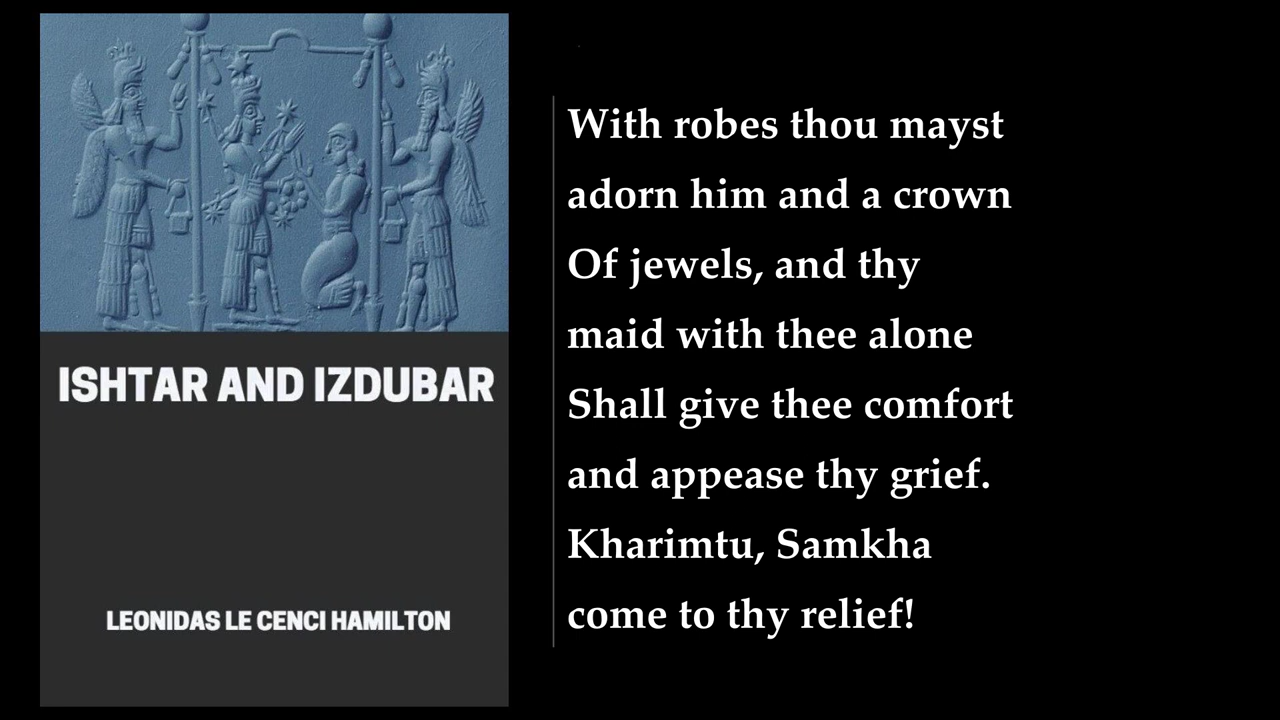 ISHTAR AND IZDUBAR
LEONIDAS LE CENCI HAMILTON
With robes thou mayst
adorn him and a crown
Of jewels, and thy
maid with thee alone
Shall give thee comfort
and appease thy grief.
Kharimtu, Samkha
come to thy relief!